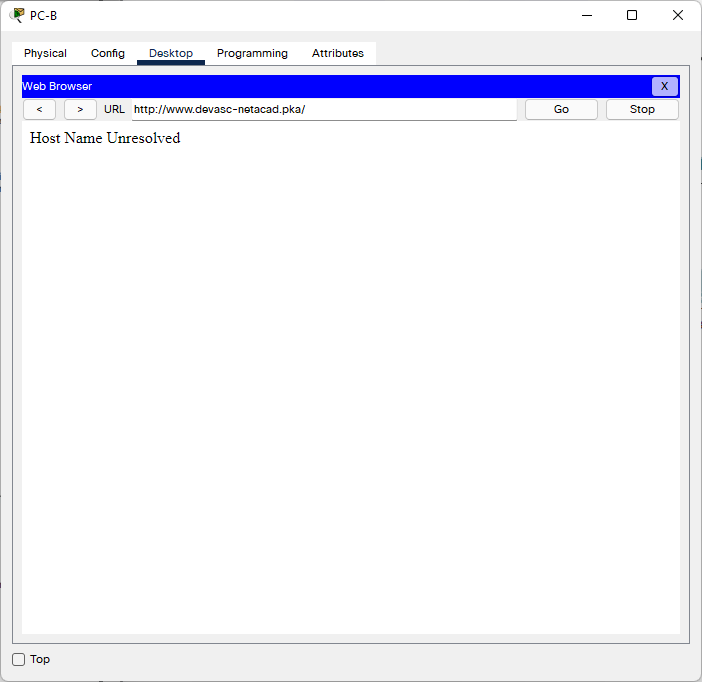 PC-B
Physical Config Desktop Programming Attributes
Web Browser X
< > URL http://www.devasc-netacad.pka/ Go Stop
Host Name Unresolved
Top